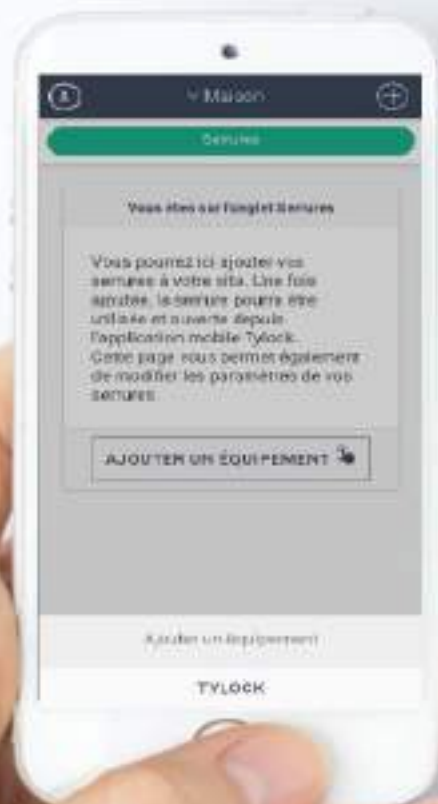 Maison
Serrures
Vous êtes sur l'onglet Serrures
Vous pourrez ici ajouter vos
serrures à votre site. Une fois
ajoutée, la serrure pourra être
utilisée et ouverte depuis
l'application mobile Tylock.
Cette page vous permet également
de modifier les paramètres de vos
serrures.
AJOUTER UN ÉQUIPEMENT
Ajouter un équipement
TYLOCK